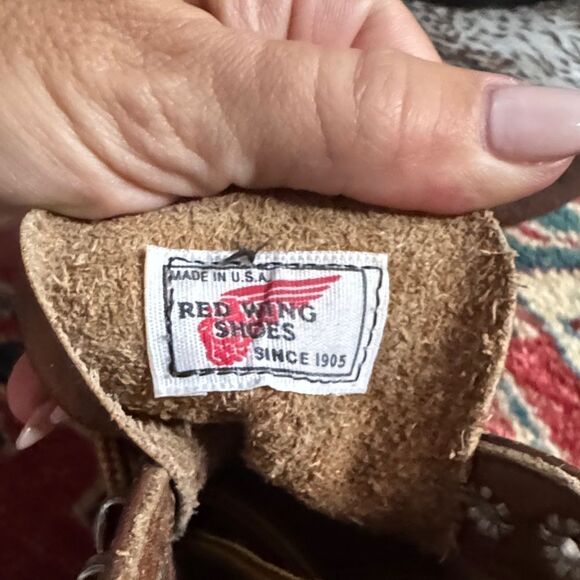 MADE IN U.S.A
RED WING
SHOES
SINCE 1905